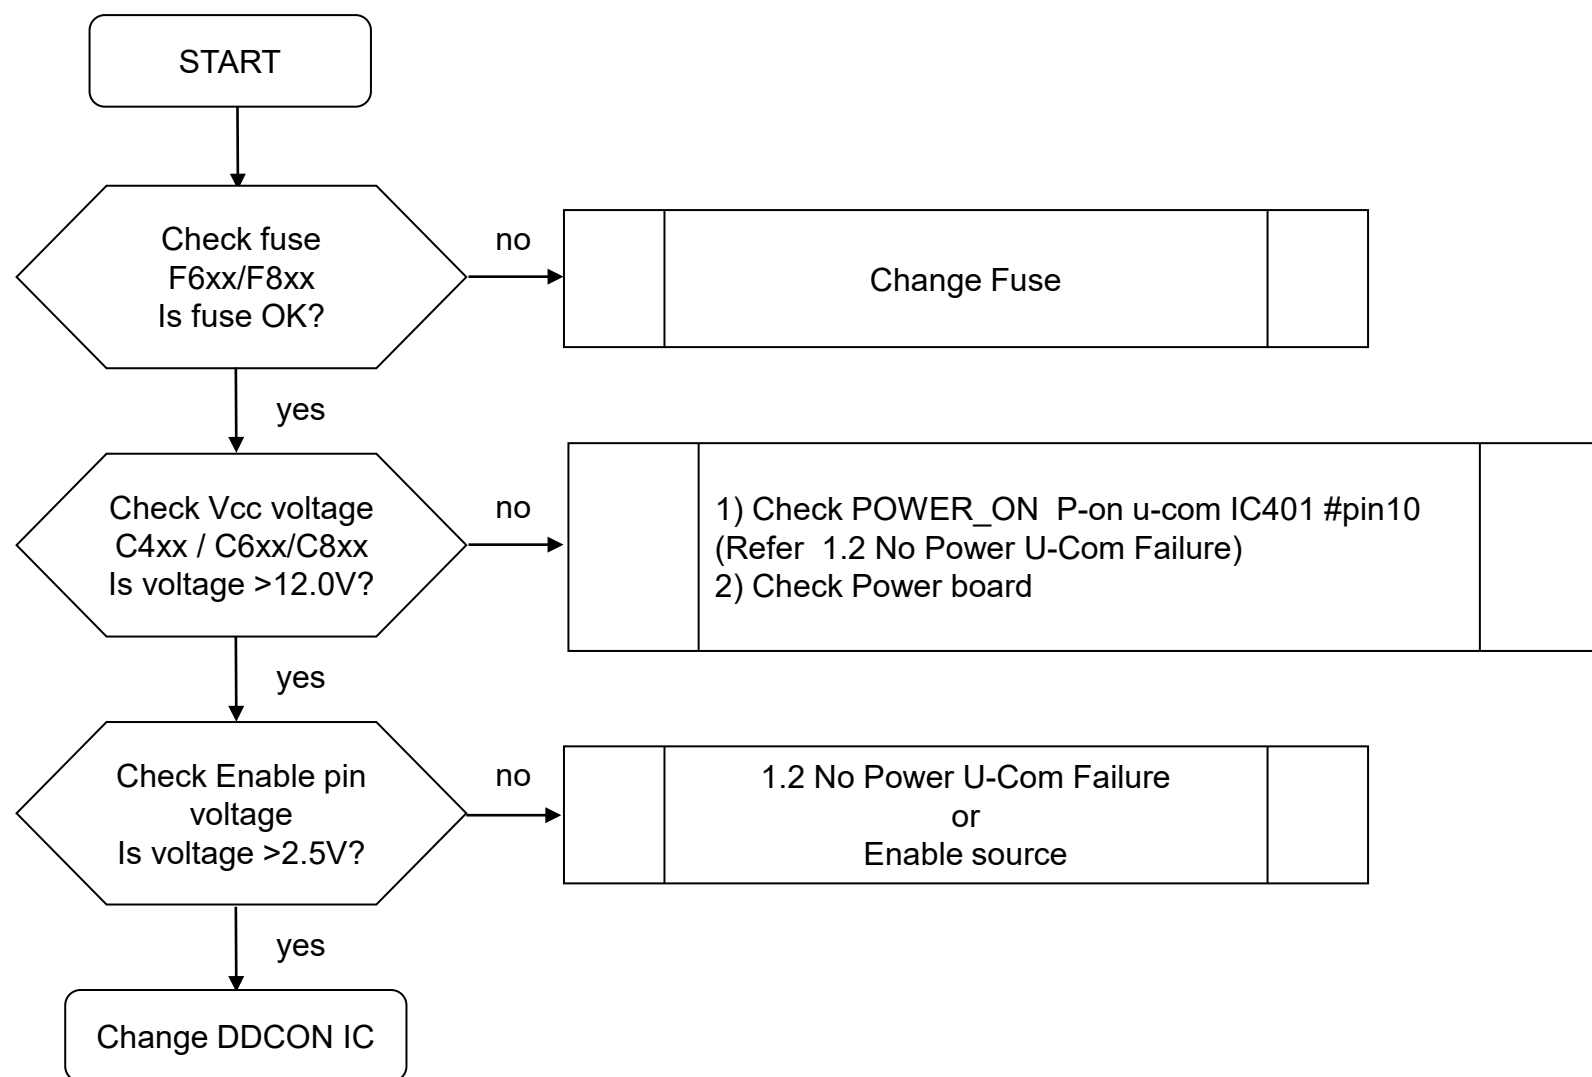 START
Check fuse
F6xx/F8xx
Is fuse OK?
no
Change Fuse
yes
Check Vcc voltage
C4xx / C6xx/C8xx
Is voltage >12.0V?
no
1) Check POWER_ON  P-on u-com IC401 #pin10
(Refer  1.2 No Power U-Com Failure)
2) Check Power board
yes
Check Enable pin
voltage
Is voltage >2.5V?
no
1.2 No Power U-Com Failure
or
Enable source
yes
Change DDCON IC